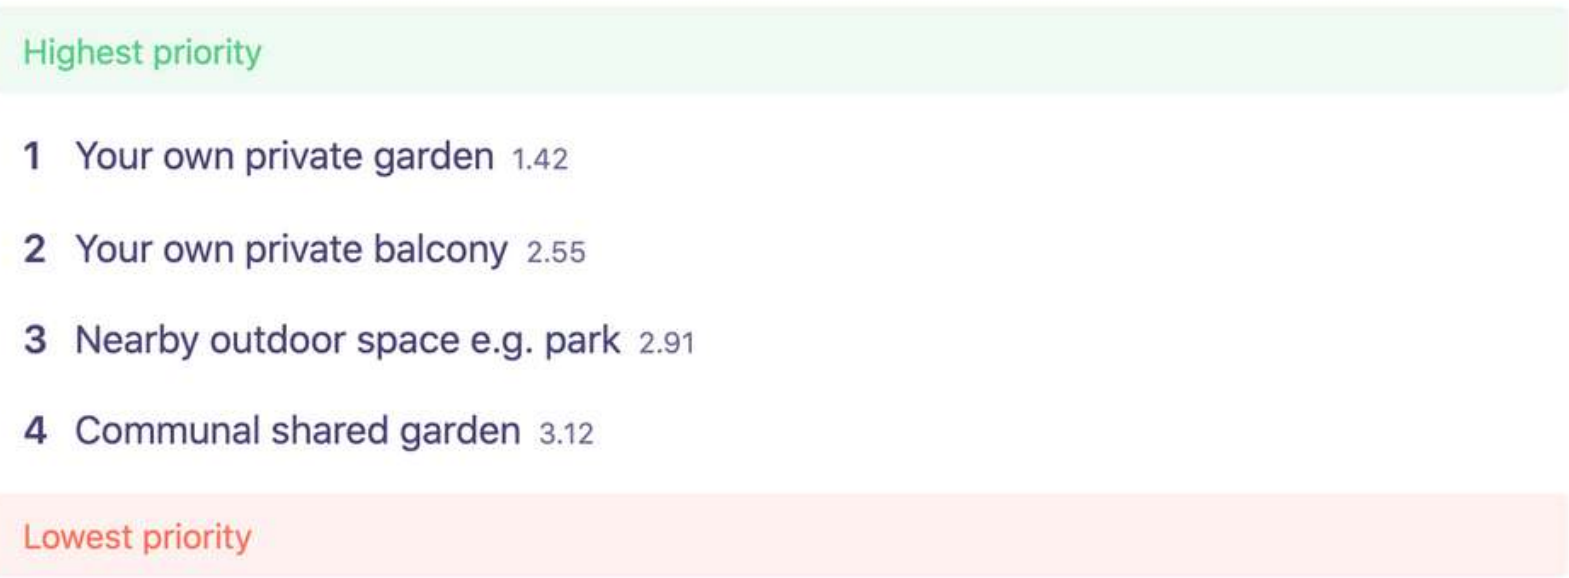 Highest priority
1 Your own private garden 1.42
2 Your own private balcony 2.55
3 Nearby outdoor space e.g. park 2.91
4 Communal shared garden 3.12
Lowest priority